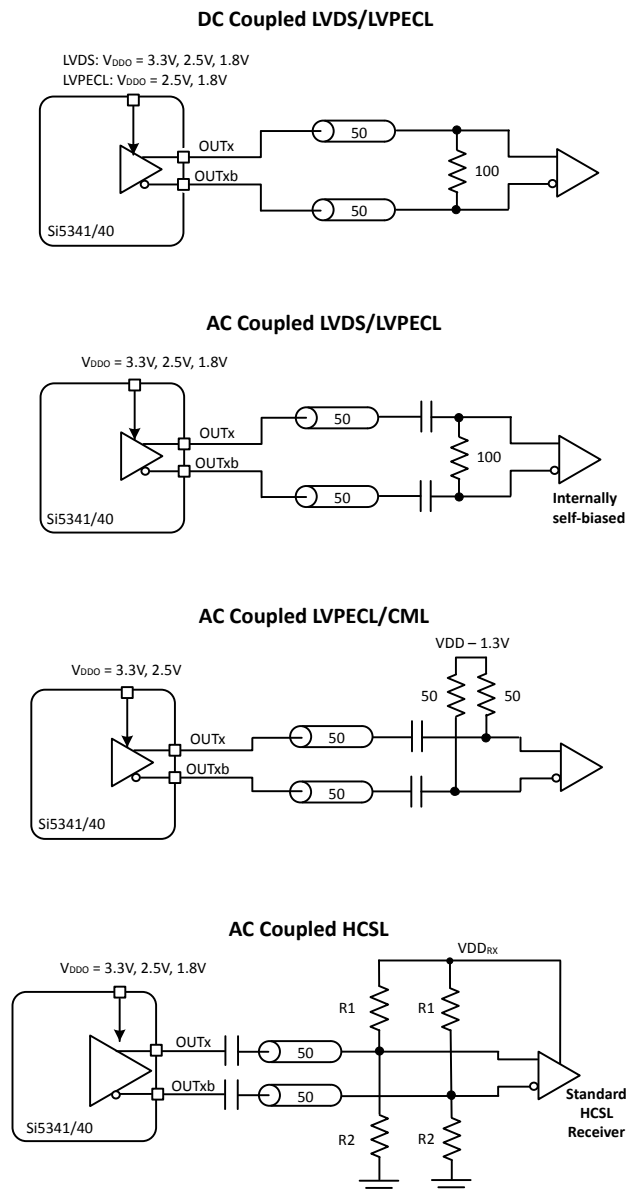 DC Coupled LVDS/LVPECL
LVDS: VDDO = 3.3V, 2.5V, 1.8V
LVPECL: VDDO = 2.5V, 1.8V
OUTx
50
100
OUTxb
50
Si5341/40
AC Coupled LVDS/LVPECL
VDDO = 3.3V, 2.5V, 1.8V
OUTx
50
100
OUTxb
50
Si5341/40
Internally
self-biased
AC Coupled LVPECL/CML
VDD – 1.3V
VDDO = 3.3V, 2.5V
50
50
OUTx
50
OUTxb
50
Si5341/40
AC Coupled HCSL
VDDRX
VDDO = 3.3V, 2.5V, 1.8V
R1
R1
OUTx
50
OUTxb
50
Standard
HCSL
Receiver
Si5341/40
R2
R2